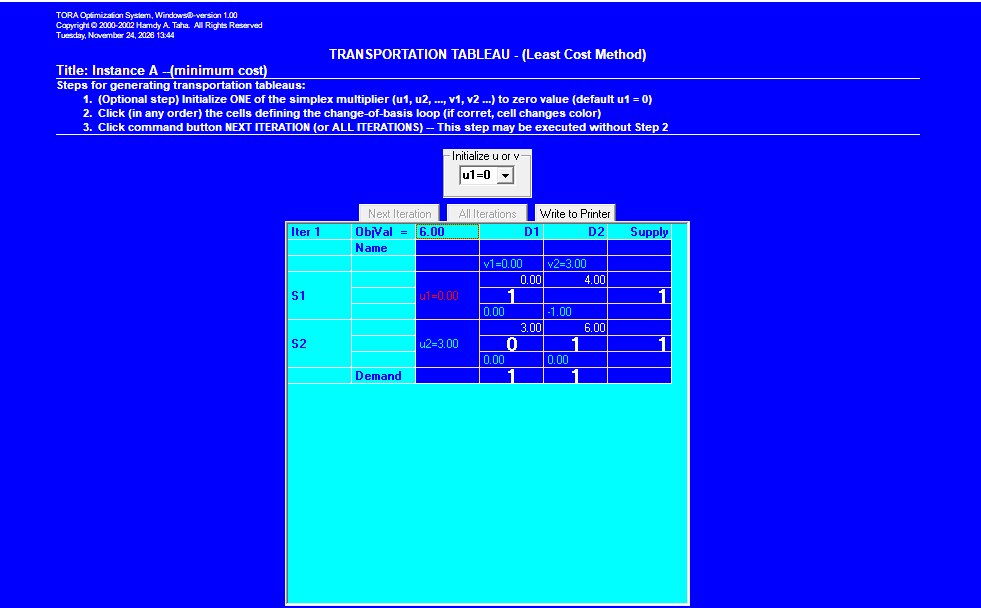 TORA Optimization System, Windows®-version 1.00
Copyright © 2000-2002 Hamdy A. Taha. All Rights Reserved
Tuesday, November 24, 2026 13:44
TRANSPORTATION TABLEAU - (Least Cost Method)
Title: Instance A --(minimum cost)
Steps for generating transportation tableaus:
1. (Optional step) Initialize ONE of the simplex multiplier (u1, u2, ..., v1, v2 ...) to zero value (default u1 = 0)
2. Click (in any order) the cells defining the change-of-basis loop (if corret, cell changes color)
3. Click command button NEXT ITERATION (or ALL ITERATIONS) -- This step may be executed without Step 2
Initialize u or v
u1=0
Next Iteration All Iterations Write to Printer
Iter 1 ObjVal = 6.00 D1 D2 Supply
Name
v1=0.00 v2=3.00
0.00 4.00
S1 u1=0.00 1 1
0.00 -1.00
3.00 6.00
S2 u2=3.00 0 1 1
0.00 0.00
Demand 1 1